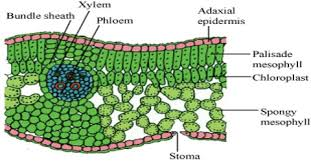 Xylem
Bundle sheath
Phloem
Adaxial
epidermis
Palisade
mesophyll
Chloroplast
Spongy
mesophyll
Stoma